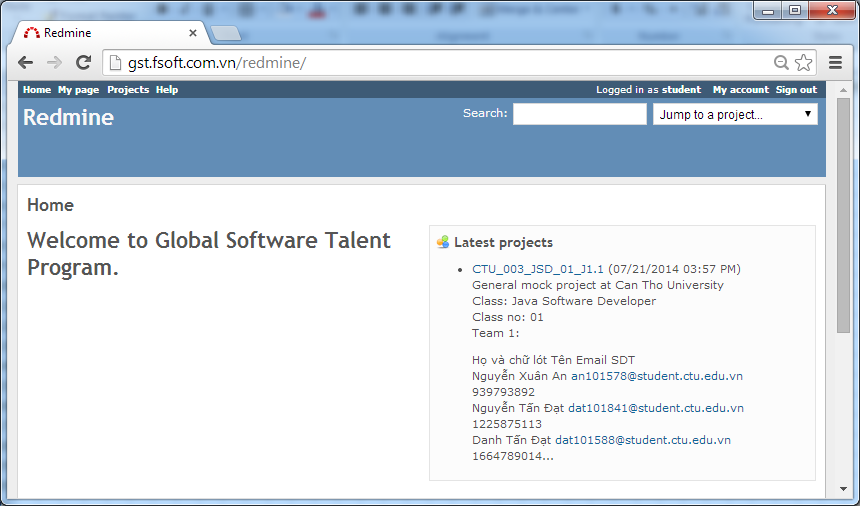 Redmine
gst.fsoft.com.vn/redmine/
Home My page Projects Help Logged in as student My account Sign out
Redmine
Search: Jump to a project...
Home
Welcome to Global Software Talent
Program.
Latest projects
CTU_003_JSD_01_J1.1 (07/21/2014 03:57 PM)
General mock project at Can Tho University
Class: Java Software Developer
Class no: 01
Team 1:
Họ và chữ lót Tên Email SDT
Nguyễn Xuân An an101578@student.ctu.edu.vn
939793892
Nguyễn Tấn Đạt dat101841@student.ctu.edu.vn
1225875113
Danh Tấn Đạt dat101588@student.ctu.edu.vn
1664789014...